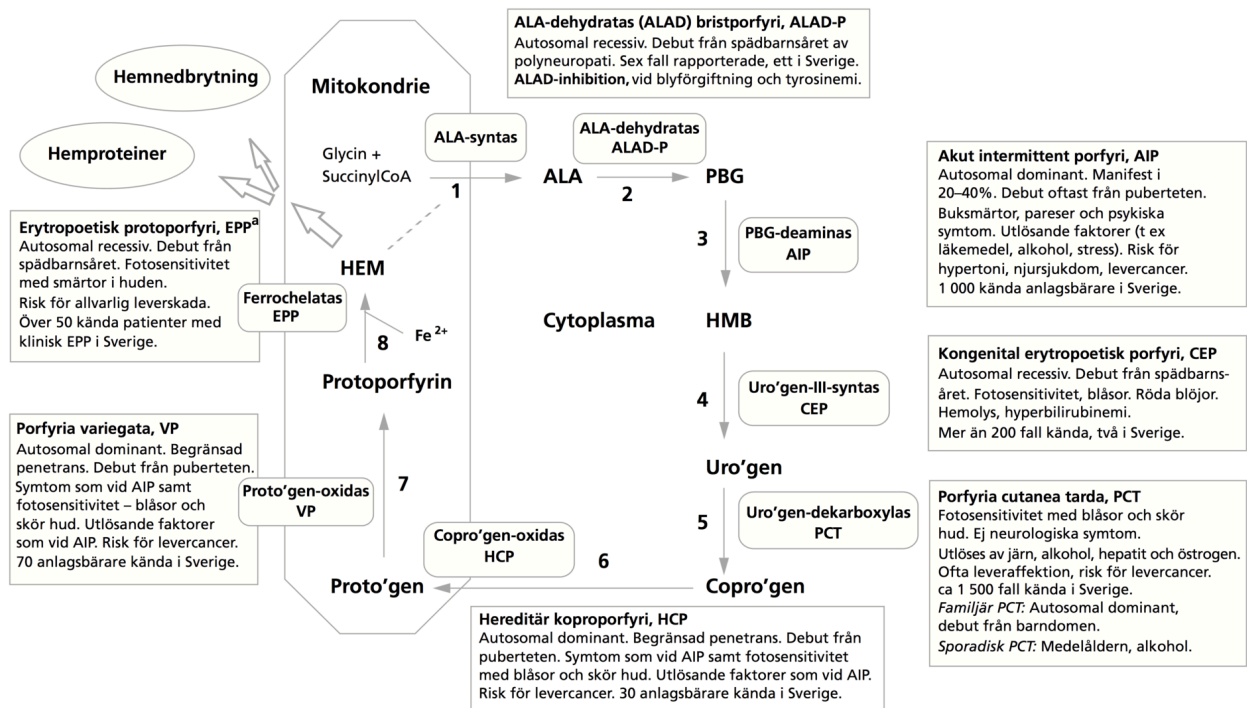 ALA-dehydratas (ALAD) bristporfyri, ALAD-P
Autosomal recessiv. Debut från spädbarnsåret av
polyneuropati. Sex fall rapporterade, ett i Sverige.
ALAD-inhibition, vid blyförgiftning och tyrosinemi.
Hemnedbrytning
Hemproteiner
Mitokondrie
Glycin +
SuccinylCoA
1
ALA-syntas
ALA
2
ALA-dehydratas
ALAD-P
PBG
3
PBG-deaminas
AIP
Akut intermittent porfyri, AIP
Autosomal dominant. Manifest i
20–40%. Debut oftast från puberteten.
Buksmärtor, pareser och psykiska
symtom. Utlösande faktorer (t ex
läkemedel, alkohol, stress). Risk för
hypertoni, njursjukdom, levercancer.
1 000 kända anlagsbärare i Sverige.
Erytropoetisk protoporfyri, EPPa
Autosomal recessiv. Debut från
spädbarnsåret. Fotosensitivitet
med smärtor i huden.
Risk för allvarlig leverskada.
Över 50 kända patienter med
klinisk EPP i Sverige.
HEM
Ferrochelatas
EPP
8
Fe2+
Protoporfyrin
Cytoplasma
HMB
4
Uro’gen-III-syntas
CEP
Kongenital erytropoetisk porfyri, CEP
Autosomal recessiv. Debut från spädbarns-
året. Fotosensitivitet, blåsor. Röda blöjor.
Hemolys, hyperbilirubinemi.
Mer än 200 fall kända, två i Sverige.
Porfyria variegata, VP
Autosomal dominant. Begränsad
penetrans. Debut från puberteten.
Symtom som vid AIP samt
fotosensitivitet – blåsor och
skör hud. Utlösande faktorer
som vid AIP. Risk för levercancer.
70 anlagsbärare kända i Sverige.
Proto’gen-oxidas
VP
7
Uro’gen
5
Uro’gen-dekarboxylas
PCT
Porfyria cutanea tarda, PCT
Fotosensitivitet med blåsor och skör
hud. Ej neurologiska symtom.
Utlöses av järn, alkohol, hepatit och östrogen.
Ofta leveraffektion, risk för levercancer.
ca 1 500 fall kända i Sverige.
Familjär PCT: Autosomal dominant,
debut från barndomen.
Sporadisk PCT: Medelåldern, alkohol.
Copro’gen-oxidas
HCP
6
Proto’gen
Copro’gen
Hereditär koproporfyri, HCP
Autosomal dominant. Begränsad penetrans. Debut från
puberteten. Symtom som vid AIP samt fotosensitivitet
med blåsor och skör hud. Utlösande faktorer som vid AIP.
Risk för levercancer. 30 anlagsbärare kända i Sverige.